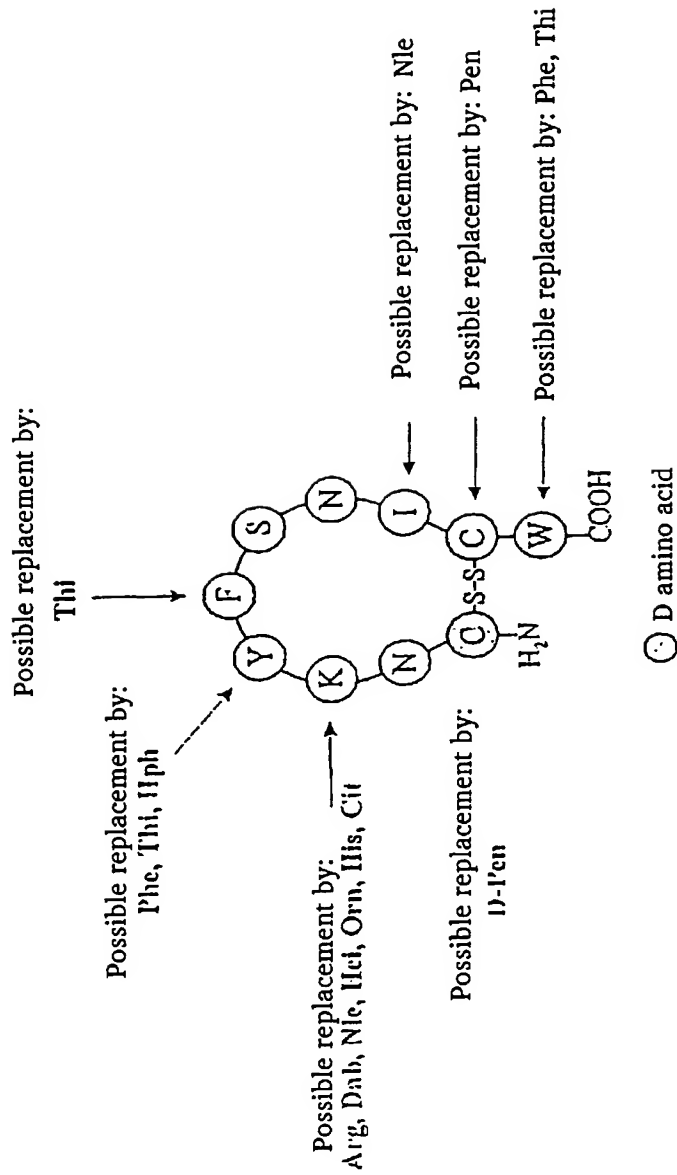 Possible replacement by:
Thi
Possible replacement by:
Phe, Thi, Hph
Possible replacement by:
Arg, Dab, Nle, Orn, His, Cit
Possible replacement by:
D-Pen
F
Y
S
K
N
N
I
C
S-S
C
W
H₂N
COOH
Possible replacement by: Nle
Possible replacement by: Pen
Possible replacement by: Phe, Thi
D amino acid